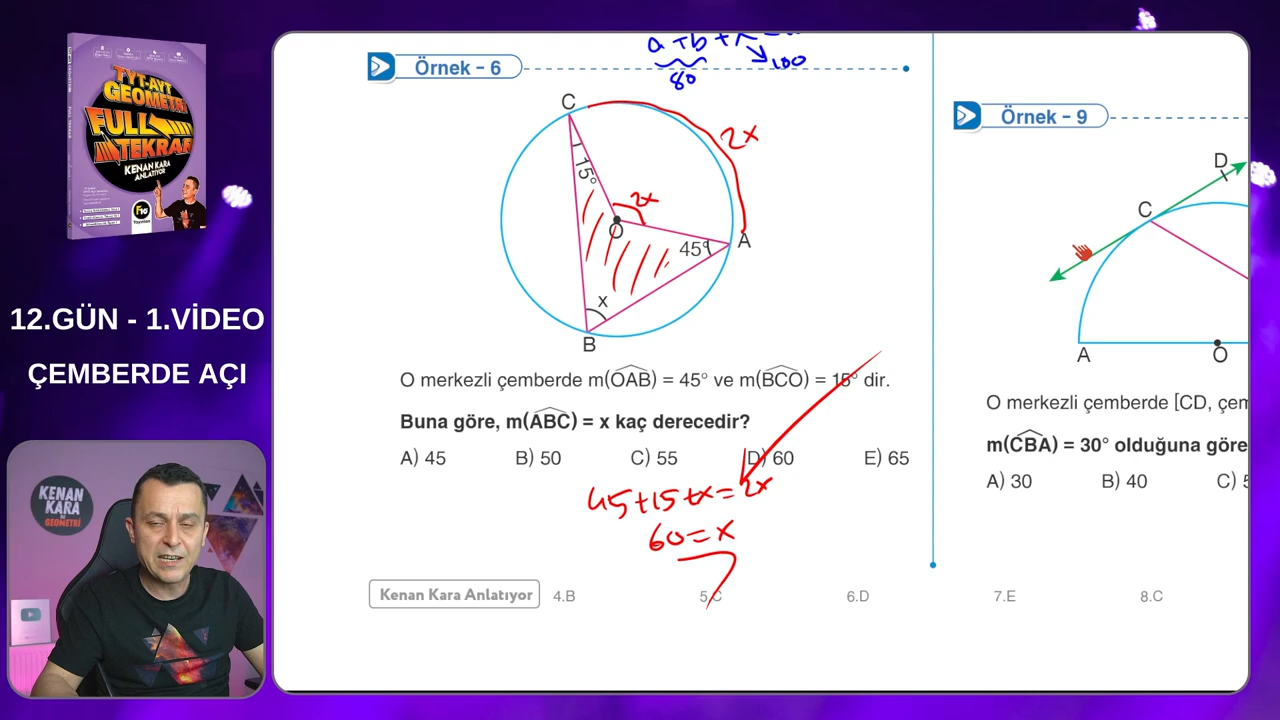 TYT-AYT
GEOMETRİ
FULL
TEKRAR
KENAN KARA
ANLATIYOR
12.GÜN - 1.VİDEO
ÇEMBERDE AÇI
KENAN
KARA
ile
GEOMETRİ
Örnek - 6
80
100
C
15°
2x
2x
O
45°
A
x
B
O merkezli çemberde m(OAB) = 45° ve m(BCO) = 15° dir.
Buna göre, m(ABC) = x kaç derecedir?
A) 45 B) 50 C) 55 D) 60 E) 65
45+15+x=2x
60=x
Kenan Kara Anlatıyor 4.B 5.C 6.D 7.E 8.C
Örnek - 9
D
C
A
O
O merkezli çemberde [CD, çem
m(CBA) = 30° olduğuna göre
A) 30 B) 40 C) 5